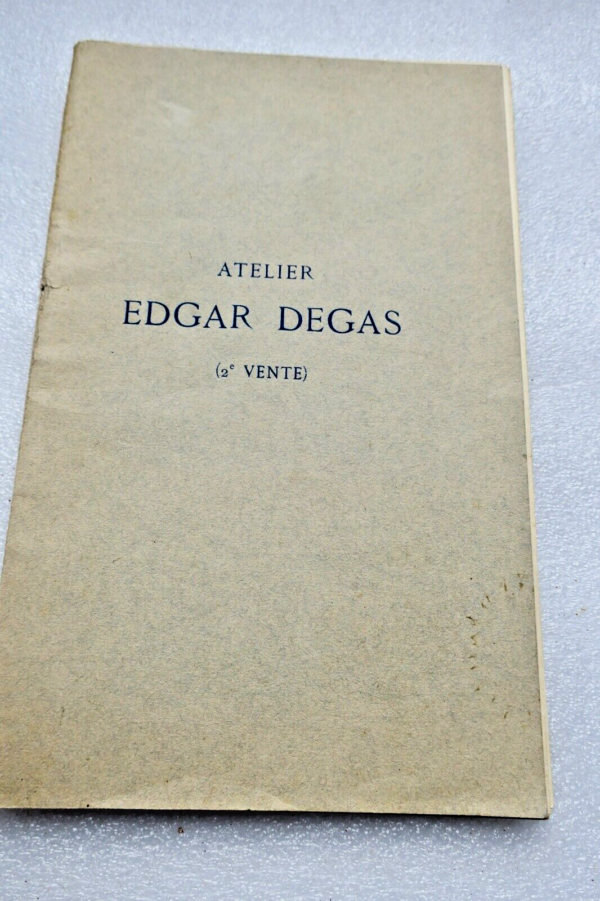 ATELIER
EDGAR DEGAS
(2e VENTE)